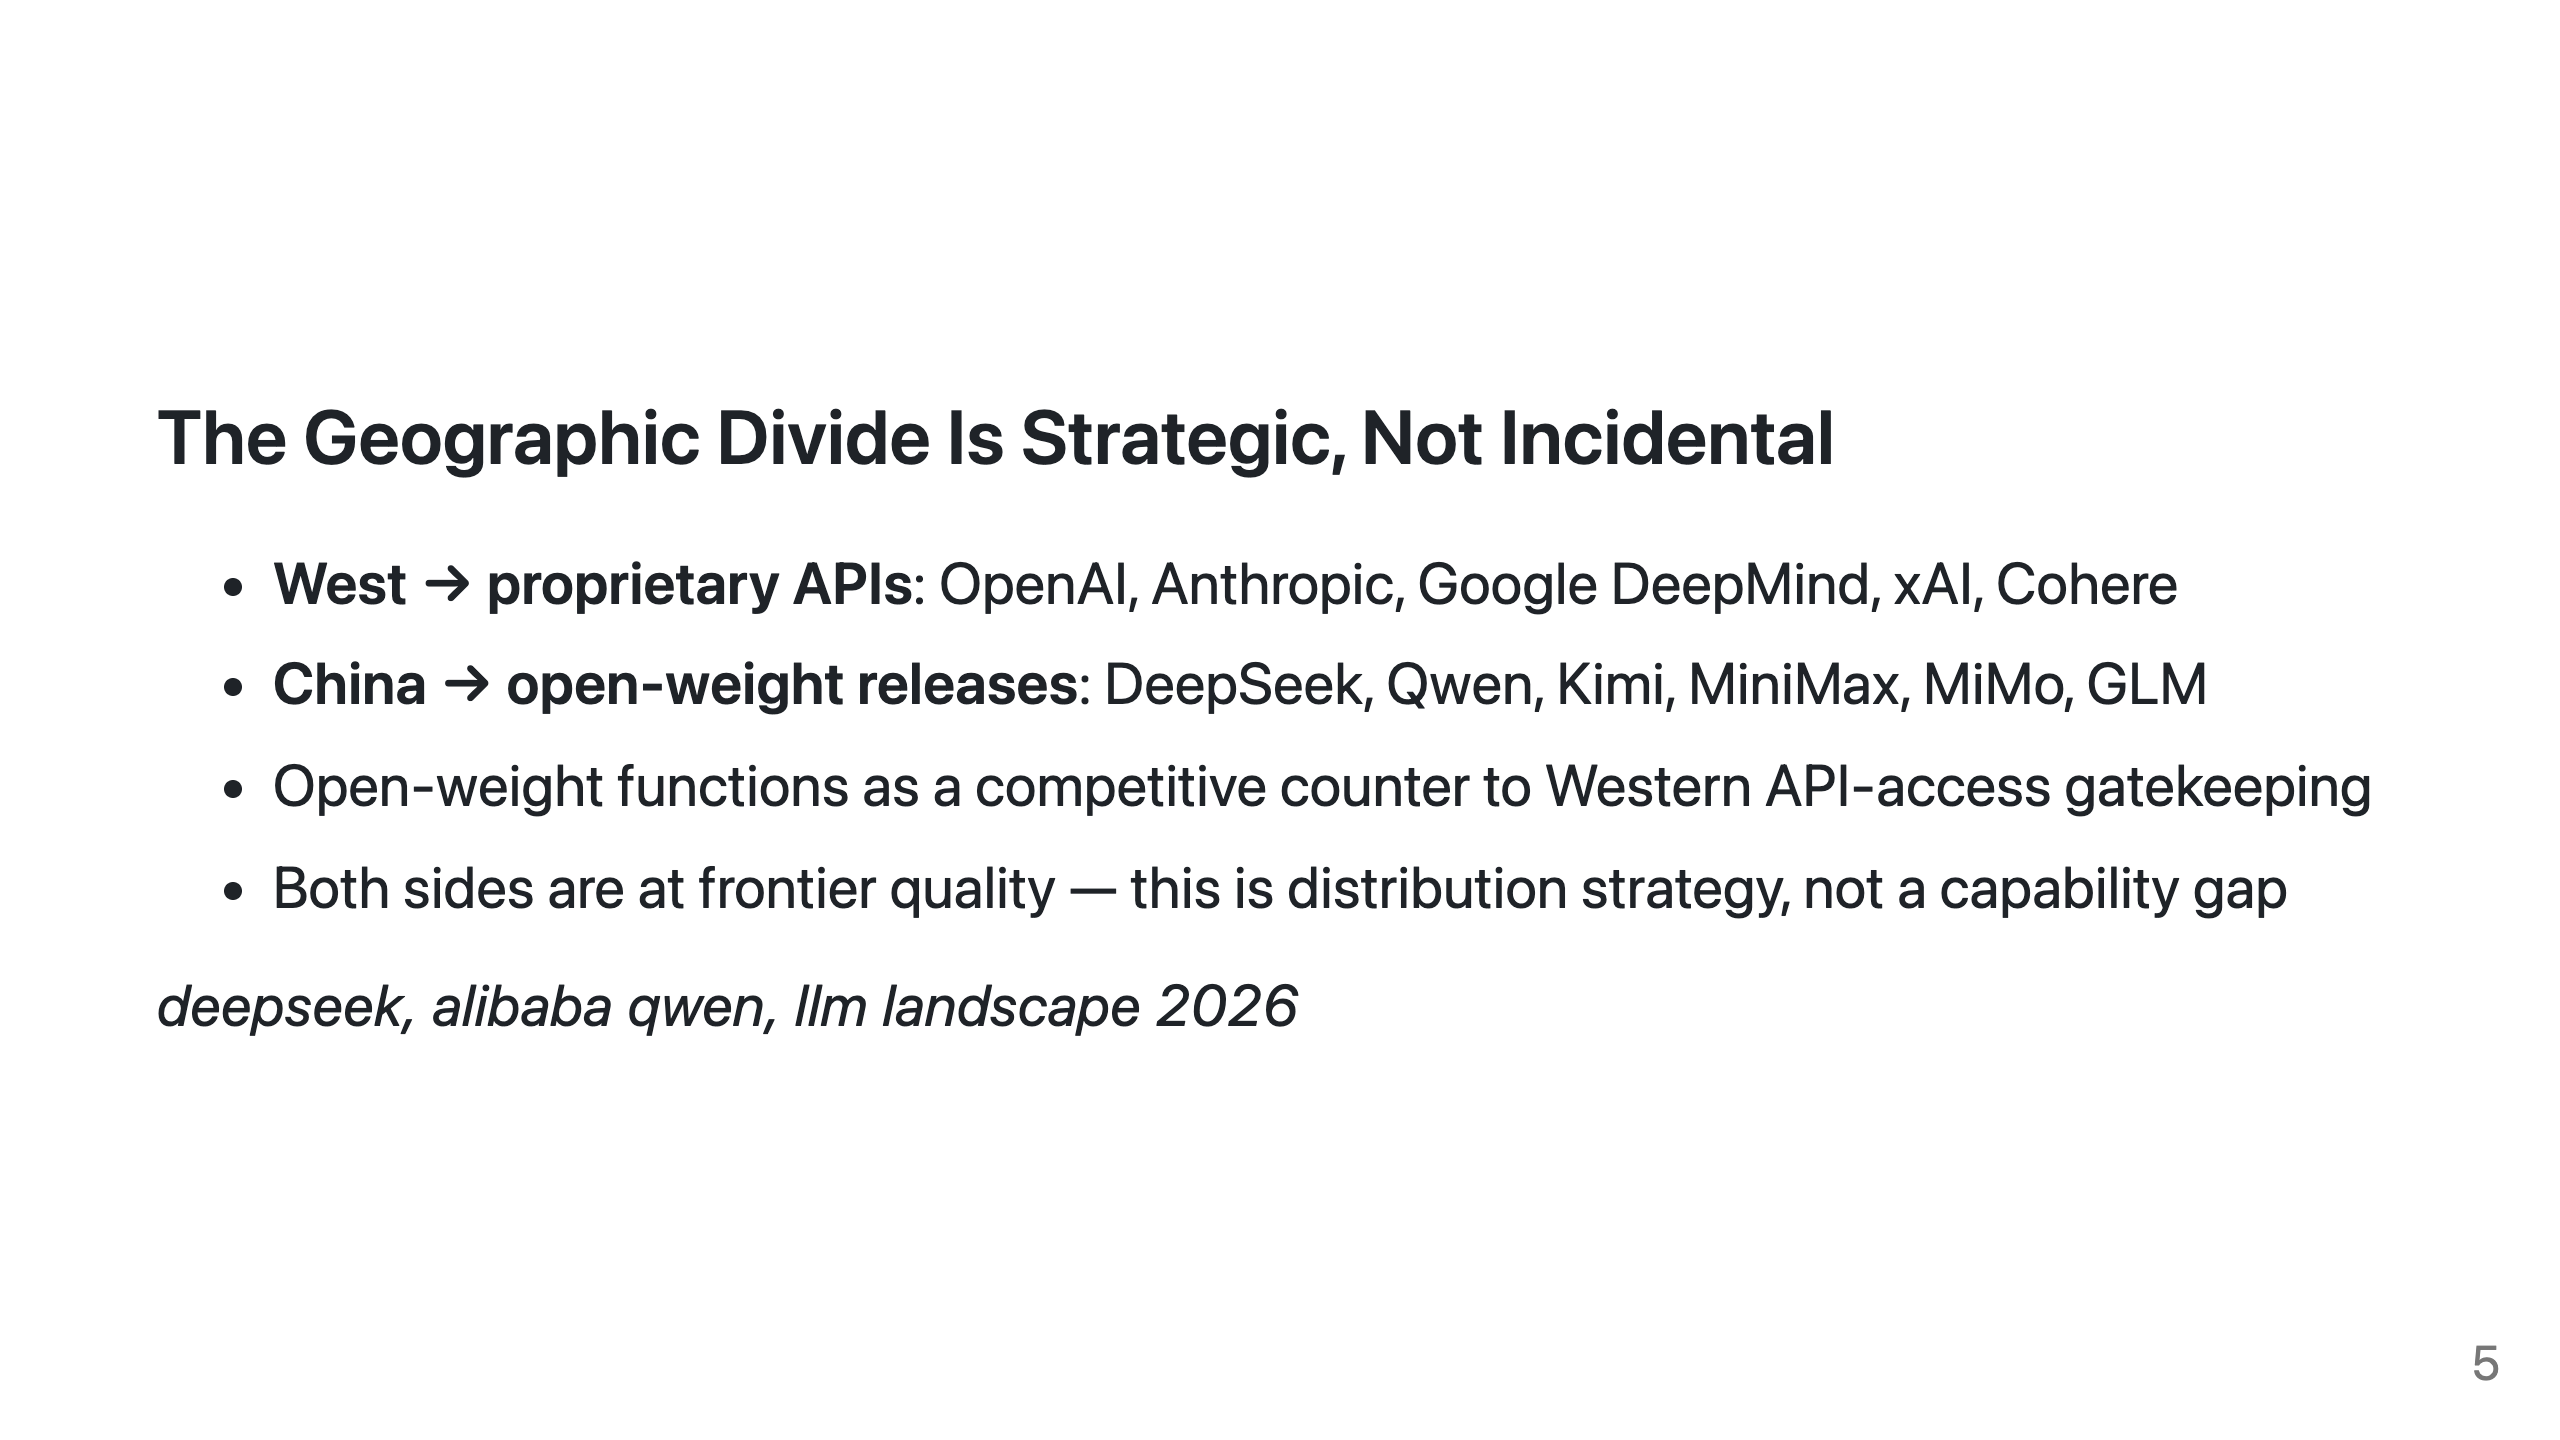 The Geographic Divide Is Strategic, Not Incidental
• West → proprietary APIs: OpenAI, Anthropic, Google DeepMind, xAI, Cohere
• China → open-weight releases: DeepSeek, Qwen, Kimi, MiniMax, MiMo, GLM
• Open-weight functions as a competitive counter to Western API-access gatekeeping
• Both sides are at frontier quality — this is distribution strategy, not a capability gap
deepseek, alibaba qwen, llm landscape 2026
5